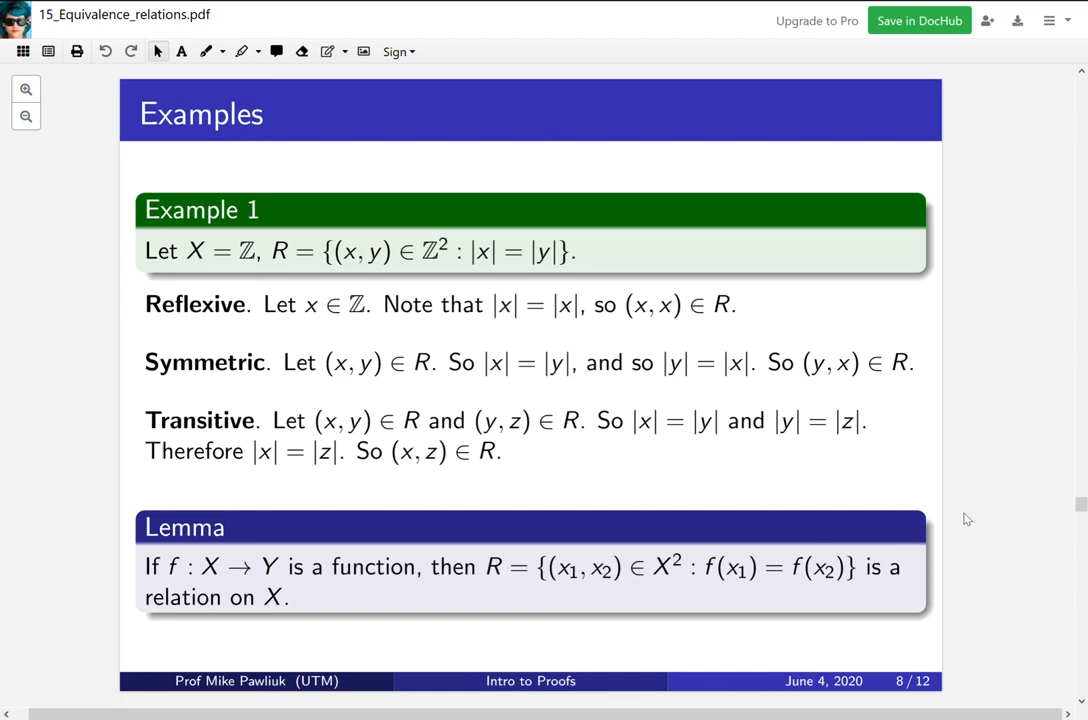 15_Equivalence_relations.pdf
Upgrade to Pro
Save in DocHub
A
Sign
Examples
Example 1
Let X = ℤ, R = {(x, y) ∈ ℤ² : |x| = |y|}.
Reflexive. Let x ∈ ℤ. Note that |x| = |x|, so (x, x) ∈ R.
Symmetric. Let (x, y) ∈ R. So |x| = |y|, and so |y| = |x|. So (y, x) ∈ R.
Transitive. Let (x, y) ∈ R and (y, z) ∈ R. So |x| = |y| and |y| = |z|.
Therefore |x| = |z|. So (x, z) ∈ R.
Lemma
If f : X → Y is a function, then R = {(x₁, x₂) ∈ X² : f(x₁) = f(x₂)} is a
relation on X.
Prof Mike Pawliuk (UTM)
Intro to Proofs
June 4, 2020
8 / 12